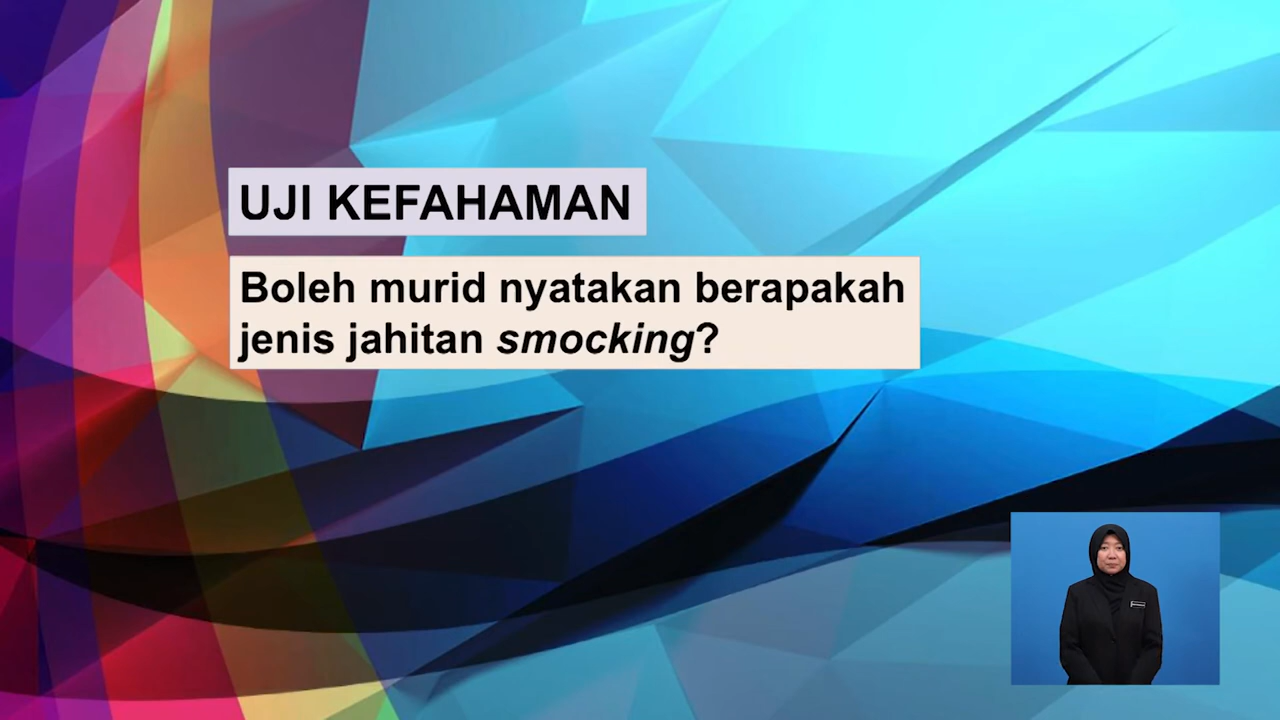 UJI KEFAHAMAN
Boleh murid nyatakan berapakah
jenis jahitan smocking?